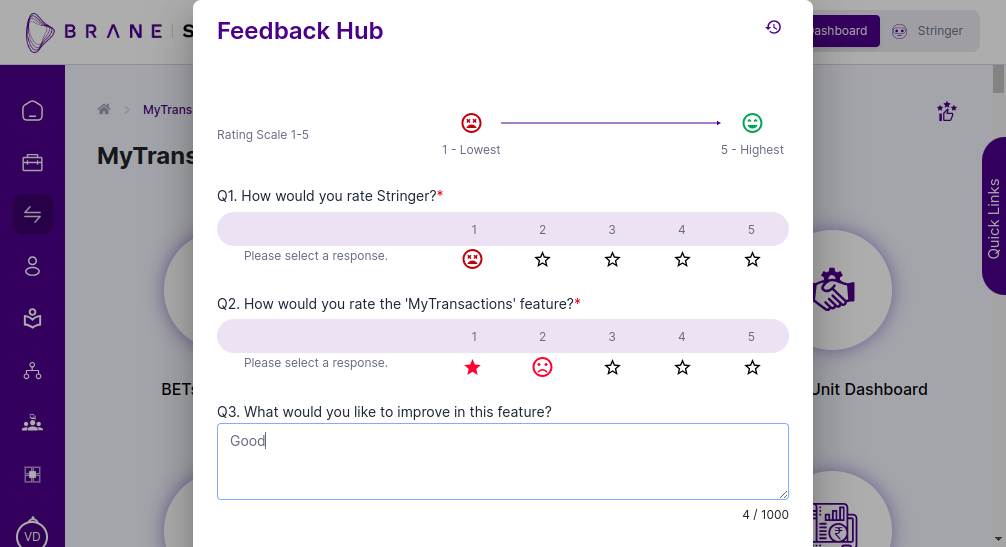 BRANE S
Feedback Hub
ashboard
Stringer
MyTrans
MyTrans
Rating Scale 1-5
1 - Lowest
5 - Highest
Q1. How would you rate Stringer?*
1 2 3 4 5
Please select a response.
Q2. How would you rate the 'MyTransactions' feature?*
1 2 3 4 5
Please select a response.
Q3. What would you like to improve in this feature?
Good
4 / 1000
Quick Links
BETs
Unit Dashboard
VD